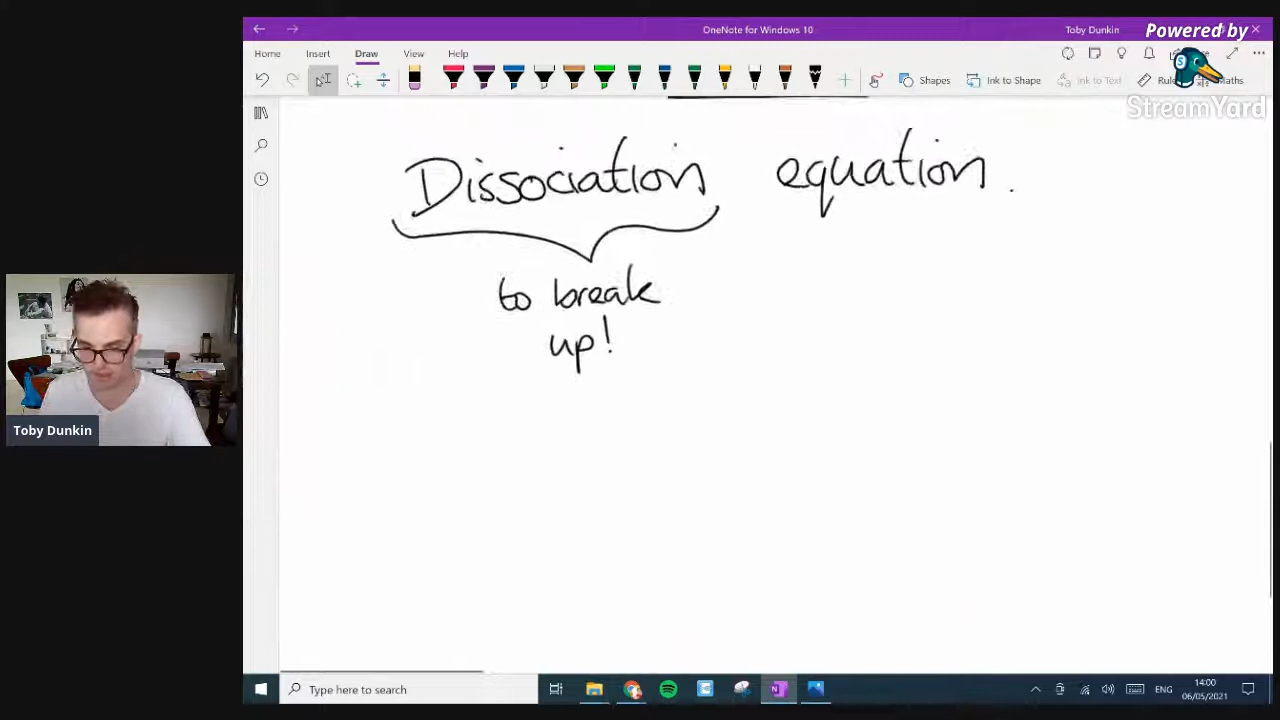 OneNote for Windows 10
Toby Dunkin
Powered by
StreamYard
Home Insert Draw View Help
Shapes Ink to Shape Ink to Text Maths
Dissociation equation.
to break
up!
Toby Dunkin
Type here to search
ENG
14:00
06/05/2021